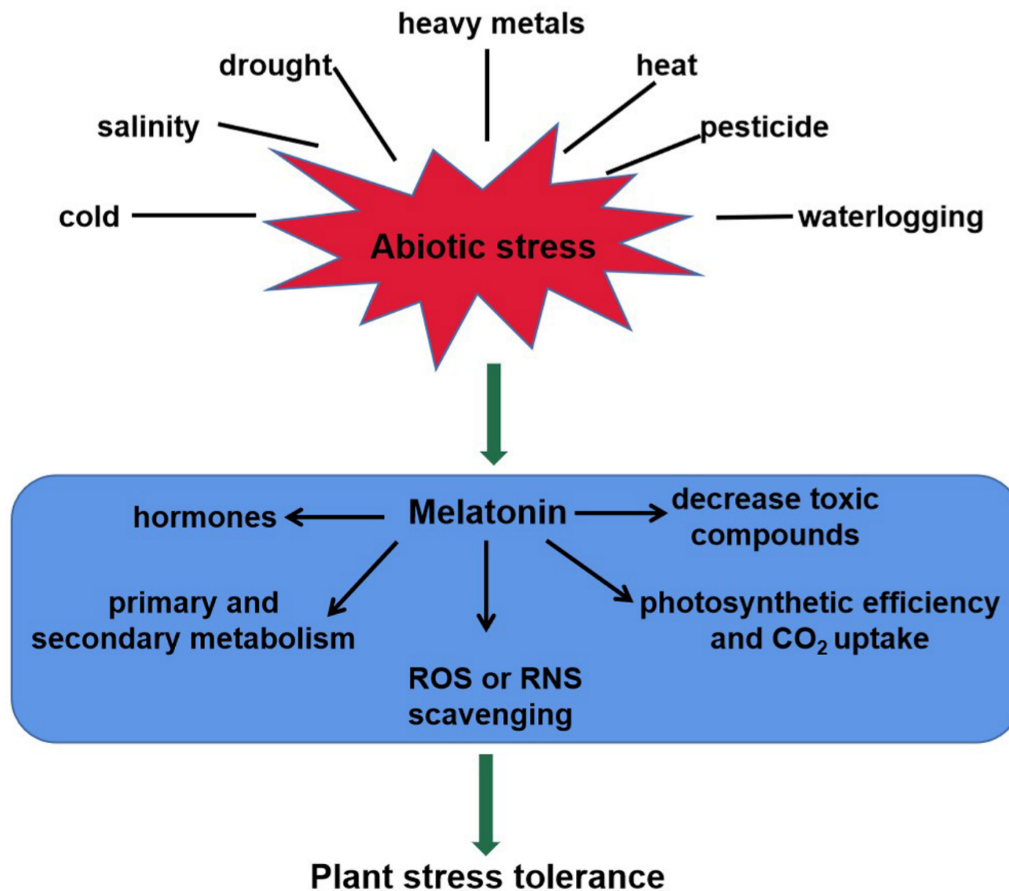 heavy metals
drought
heat
salinity
pesticide
cold
waterlogging
Abiotic stress
hormones
Melatonin
decrease toxic
compounds
primary and
secondary metabolism
photosynthetic efficiency
and CO₂ uptake
ROS or RNS
scavenging
Plant stress tolerance